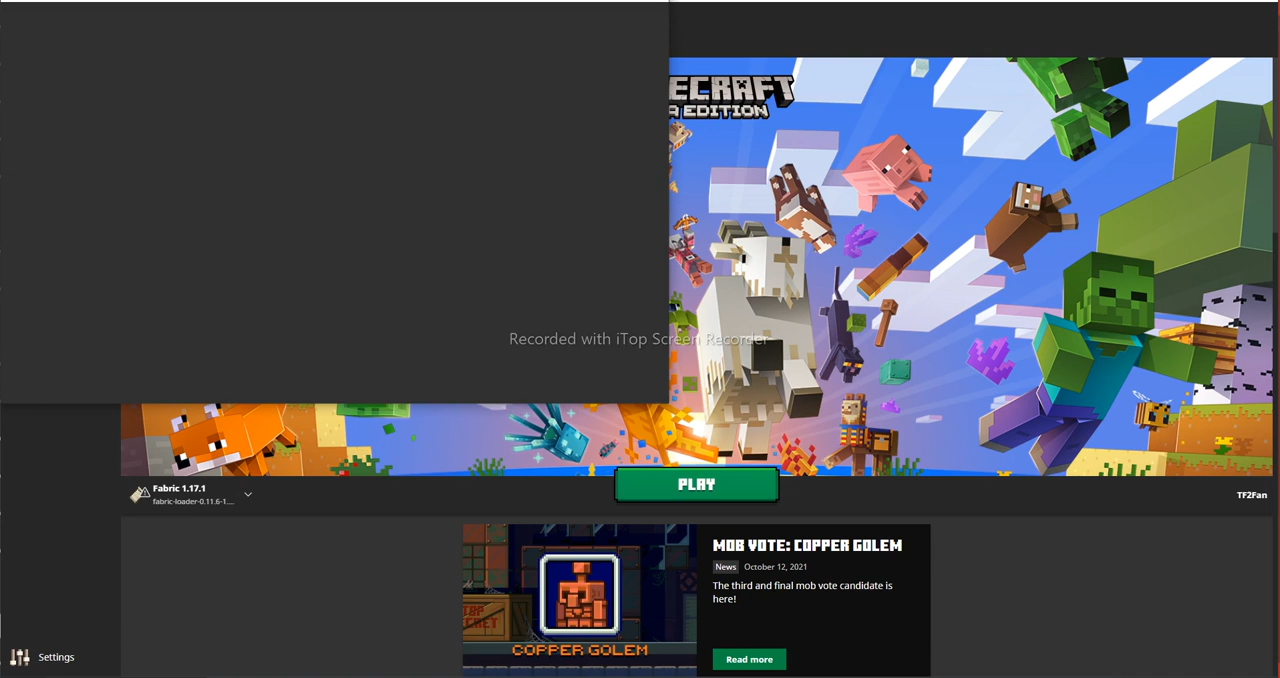 ECRAFT
A EDITION
Recorded with iTop Screen Recorder
PLAY
Fabric 1.17.1
fabric-loader-0.11.6-1....
TF2Fan
MOB VOTE: COPPER GOLEM
News October 12, 2021
The third and final mob vote candidate is
here!
TOP
SECRET
COPPER GOLEM
Read more
Settings